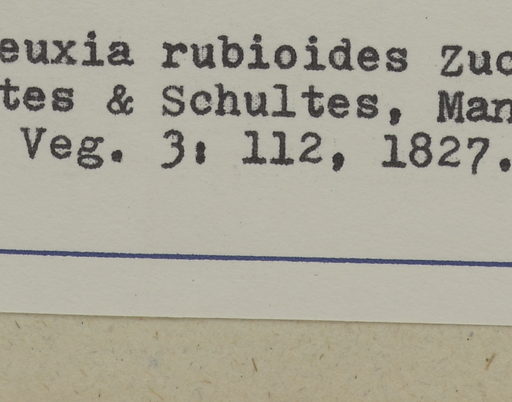 euxia rubioides Zuc
tes & Schultes, Man
Veg. 3: 112, 1827.